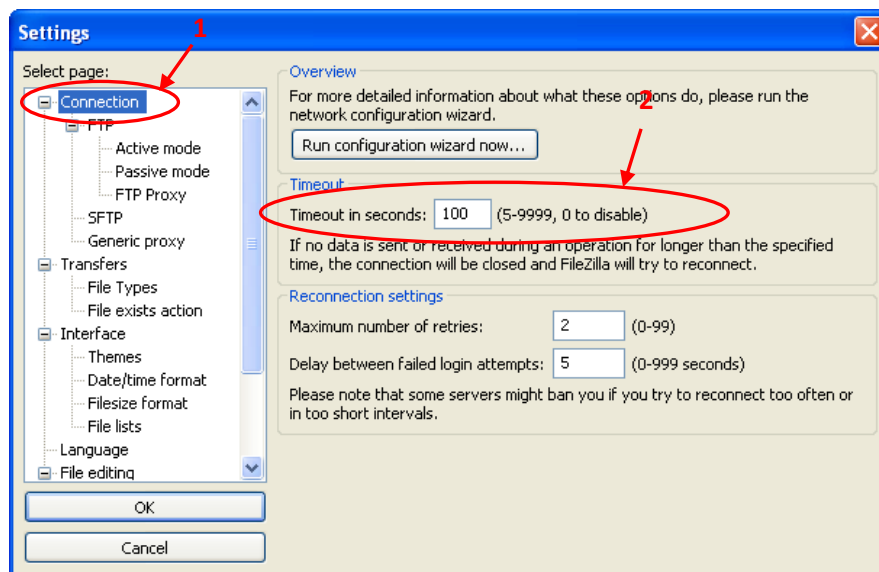 Settings
1
Select page:
Connection
FTP
Active mode
Passive mode
FTP Proxy
SFTP
Generic proxy
Transfers
File Types
File exists action
Interface
Themes
Date/time format
Filesize format
File lists
Language
File editing
OK
Cancel
Overview
For more detailed information about what these options do, please run the
network configuration wizard.
2
Run configuration wizard now...
Timeout
Timeout in seconds: 100 (5-9999, 0 to disable)
If no data is sent or received during an operation for longer than the specified
time, the connection will be closed and FileZilla will try to reconnect.
Reconnection settings
Maximum number of retries: 2 (0-99)
Delay between failed login attempts: 5 (0-999 seconds)
Please note that some servers might ban you if you try to reconnect too often or
in too short intervals.